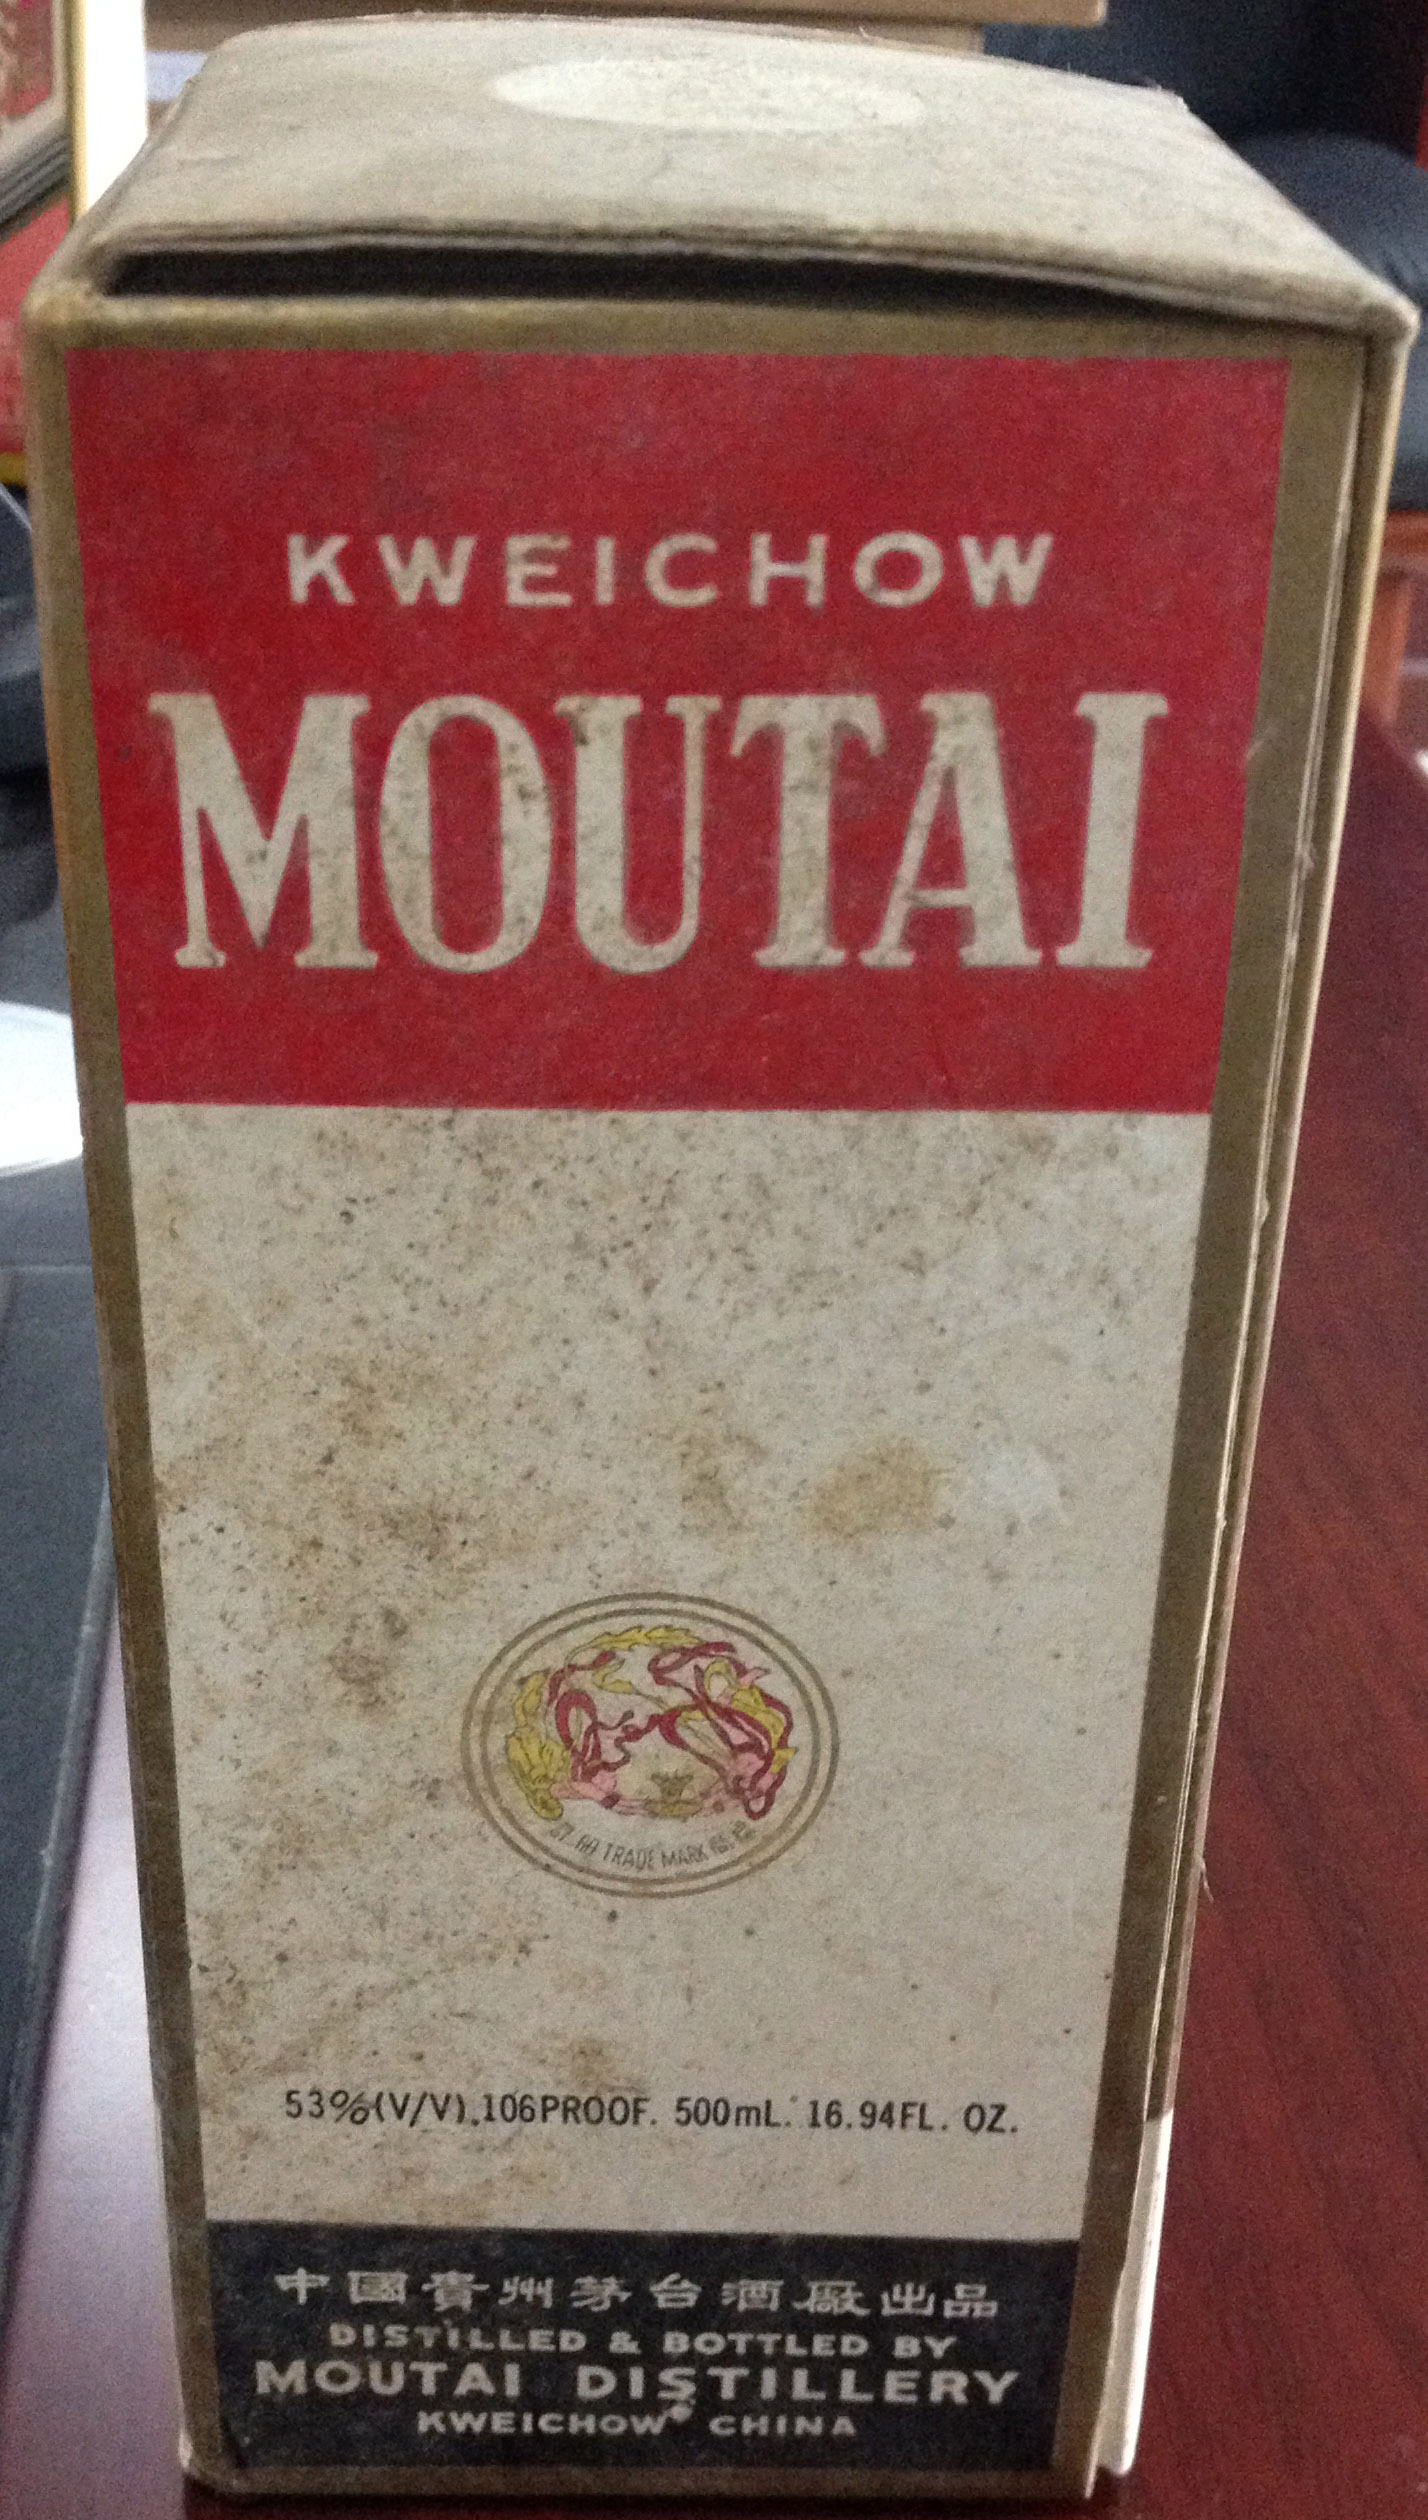 KWEICHOW
MOUTAI
TRADE MARK
53%(V/V).106PROOF. 500mL. 16.94FL. OZ.
中國貴州茅台酒厰出品
DISTILLED & BOTTLED BY
MOUTAI DISTILLERY
KWEICHOW CHINA